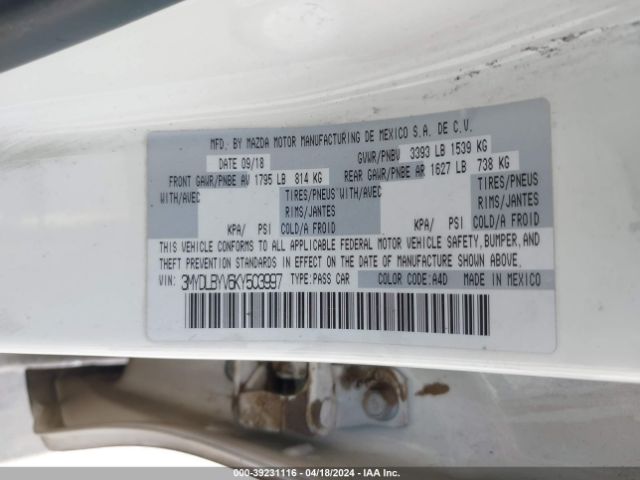 MFD. BY MAZDA MOTOR MANUFACTURING DE MEXICO S.A. DE C.V.
DATE 09/18 GVWR/PNBV 3393 LB 1539 KG
FRONT GAWR/PNBE AV 1795 LB 814 KG REAR GAWR/PNBE AR 1627 LB 738 KG
WITH/AVEC TIRES/PNEUS WITH/AVEC TIRES/PNEUS
RIMS/JANTES RIMS/JANTES
KPA/ PSI COLD/A FROID KPA/ PSI COLD/A FROID
THIS VEHICLE CONFORMS TO ALL APPLICABLE FEDERAL MOTOR VEHICLE SAFETY, BUMPER, AND
THEFT PREVENTION STANDARDS IN EFFECT ON THE DATE OF MANUFACTURE SHOWN ABOVE.
VIN: 3MYDLBYV6KY503997 TYPE: PASS CAR COLOR CODE: A4D MADE IN MEXICO
000-39231116 - 04/18/2024 - IAA Inc.